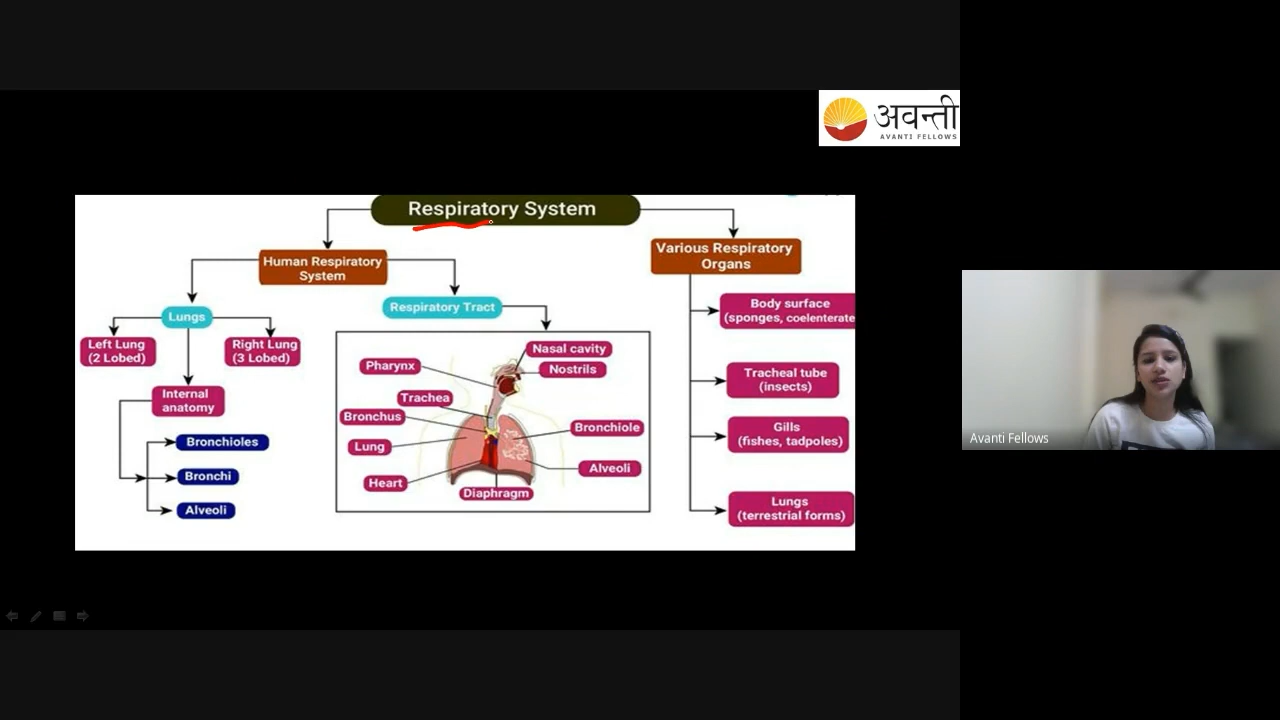 अवन्ती
AVANTI FELLOWS
Respiratory System
Human Respiratory
System
Lungs
Left Lung
(2 Lobed)
Right Lung
(3 Lobed)
Internal
anatomy
Bronchioles
Bronchi
Alveoli
Respiratory Tract
Nasal cavity
Nostrils
Pharynx
Trachea
Bronchus
Bronchiole
Lung
Alveoli
Heart
Diaphragm
Various Respiratory
Organs
Body surface
(sponges, coelenterate
Tracheal tube
(insects)
Gills
(fishes, tadpoles)
Lungs
(terrestrial forms)
Avanti Fellows